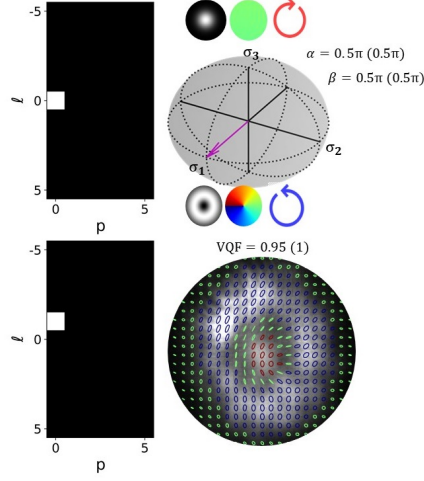 -5
ℓ 0
5
0 5
p
σ3
α = 0.5π (0.5π)
β = 0.5π (0.5π)
σ2
σ1
-5
ℓ 0
5
0 5
p
VQF = 0.95 (1)